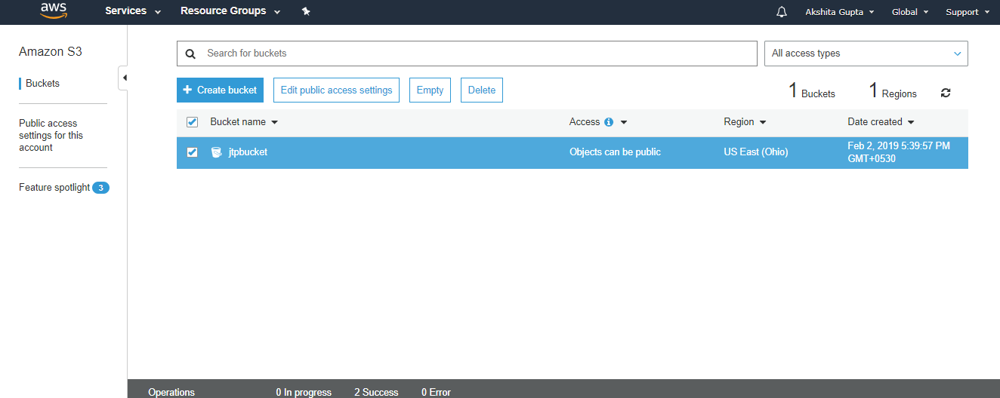 aws Services Resource Groups Akshita Gupta Global Support
Amazon S3
Buckets
Public access
settings for this
account
Feature spotlight 3
Search for buckets All access types
Create bucket Edit public access settings Empty Delete 1 Buckets 1 Regions
Bucket name Access Region Date created
jtpbucket Objects can be public US East (Ohio) Feb 2, 2019 5:39:57 PM
GMT+0530
Operations 0 In progress 2 Success 0 Error